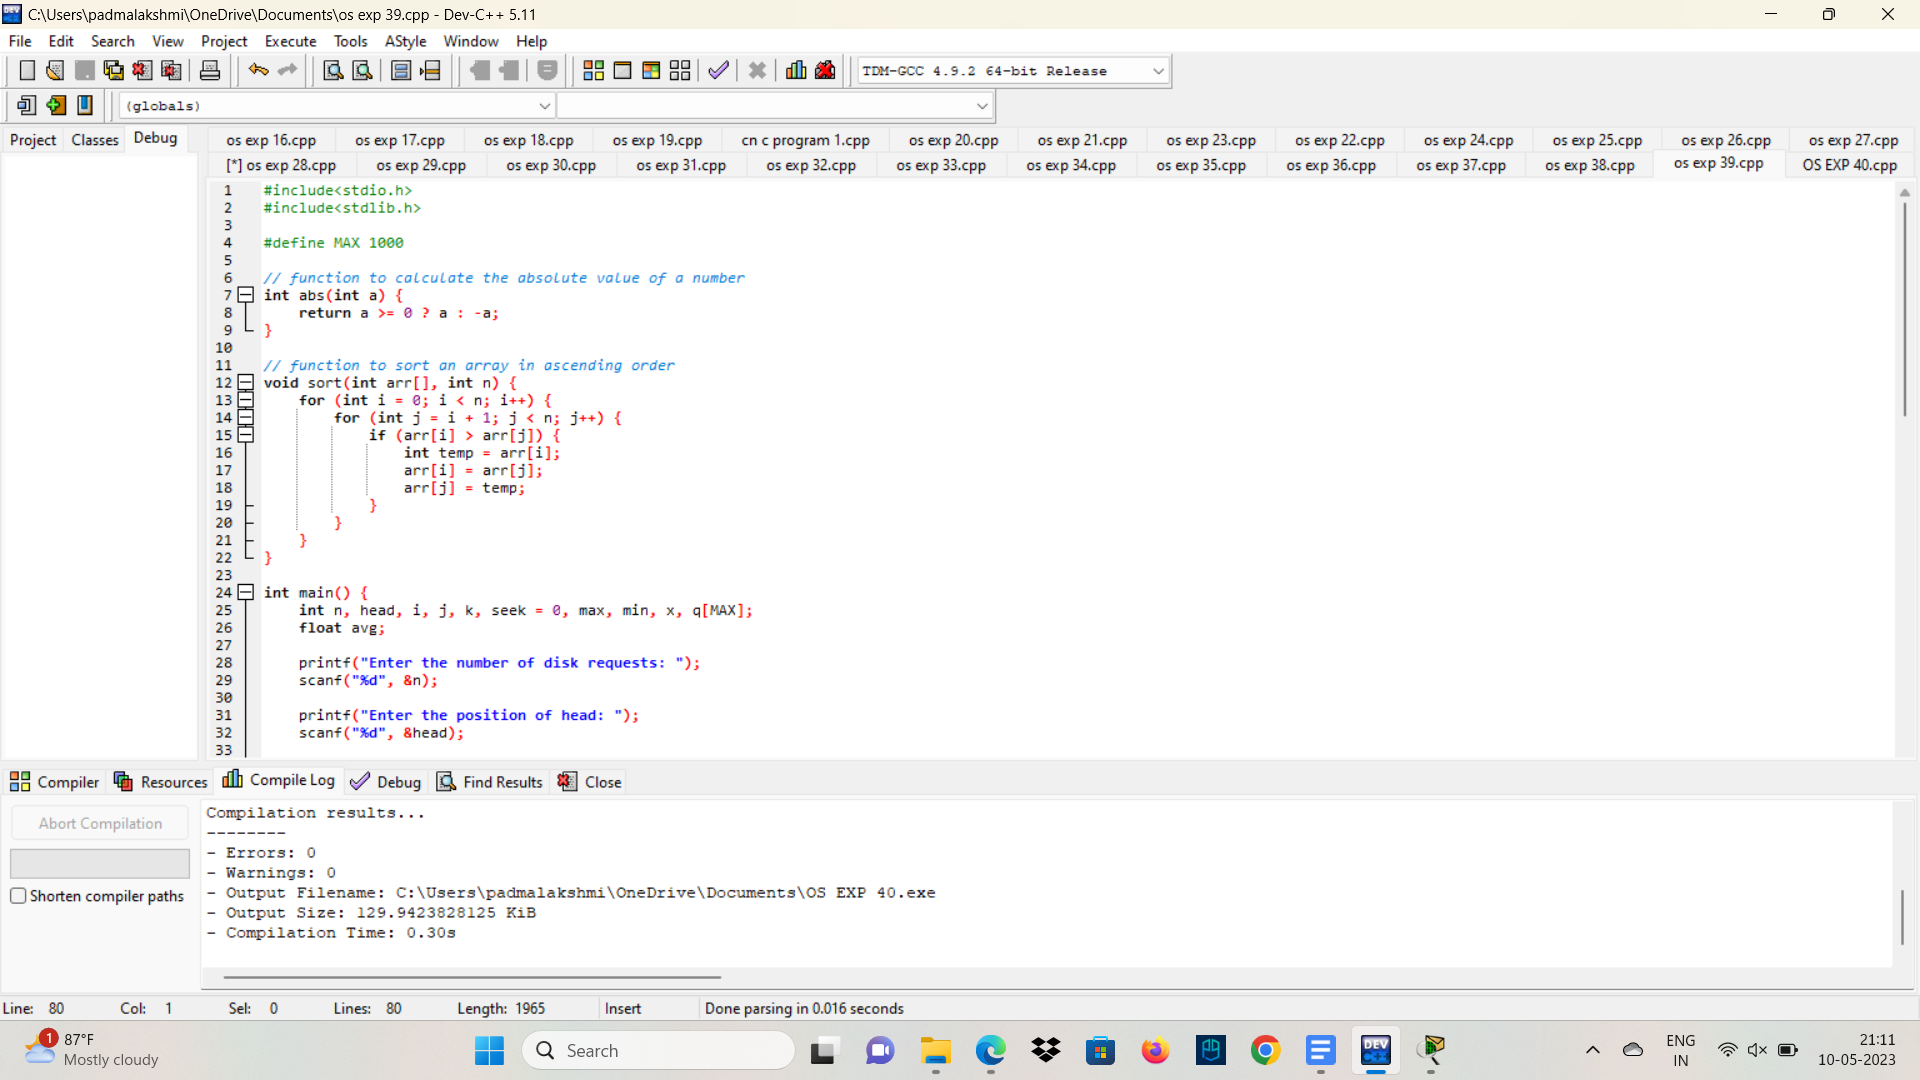 C:\Users\padmalakshmi\OneDrive\Documents\os exp 39.cpp - Dev-C++ 5.11
File Edit Search View Project Execute Tools AStyle Window Help
TDM-GCC 4.9.2 64-bit Release
(globals)
Project Classes Debug
os exp 16.cpp os exp 17.cpp os exp 18.cpp os exp 19.cpp cn c program 1.cpp os exp 20.cpp os exp 21.cpp os exp 23.cpp os exp 22.cpp os exp 24.cpp os exp 25.cpp os exp 26.cpp os exp 27.cpp
[*] os exp 28.cpp os exp 29.cpp os exp 30.cpp os exp 31.cpp os exp 32.cpp os exp 33.cpp os exp 34.cpp os exp 35.cpp os exp 36.cpp os exp 37.cpp os exp 38.cpp os exp 39.cpp OS EXP 40.cpp
1 #include<stdio.h>
2 #include<stdlib.h>
3
4 #define MAX 1000
5
6 // function to calculate the absolute value of a number
7 int abs(int a) {
8 return a >= 0 ? a : -a;
9 }
10
11 // function to sort an array in ascending order
12 void sort(int arr[], int n) {
13 for (int i = 0; i < n; i++) {
14 for (int j = i + 1; j < n; j++) {
15 if (arr[i] > arr[j]) {
16 int temp = arr[i];
17 arr[i] = arr[j];
18 arr[j] = temp;
19 }
20 }
21 }
22 }
23
24 int main() {
25 int n, head, i, j, k, seek = 0, max, min, x, q[MAX];
26 float avg;
27
28 printf("Enter the number of disk requests: ");
29 scanf("%d", &n);
30
31 printf("Enter the position of head: ");
32 scanf("%d", &head);
33
Compiler Resources Compile Log Debug Find Results Close
Abort Compilation
Shorten compiler paths
Compilation results...
--------
- Errors: 0
- Warnings: 0
- Output Filename: C:\Users\padmalakshmi\OneDrive\Documents\OS EXP 40.exe
- Output Size: 129.9423828125 KiB
- Compilation Time: 0.30s
Line: 80 Col: 1 Sel: 0 Lines: 80 Length: 1965 Insert Done parsing in 0.016 seconds
1
87°F
Mostly cloudy
Search
DEV C++
ENG
IN
21:11
10-05-2023